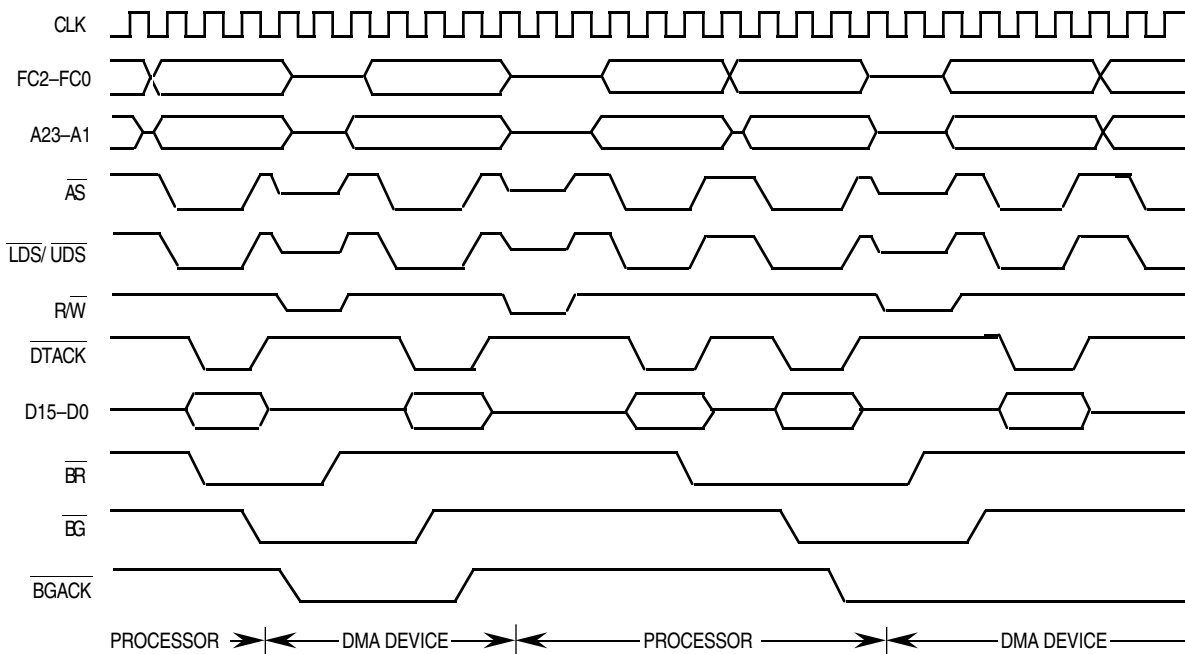 CLK
FC2–FC0
A23–A1
AS
LDS/ UDS
R/W
DTACK
D15–D0
BR
BG
BGACK
PROCESSOR DMA DEVICE PROCESSOR DMA DEVICE